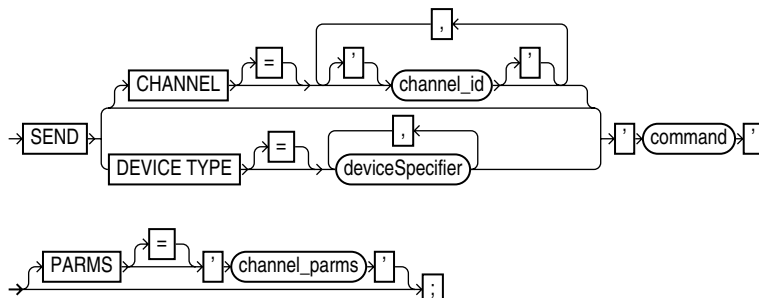 ,
= ' '
CHANNEL channel_id
SEND ' command '
= ,
DEVICE TYPE deviceSpecifier
=
PARMS ' channel_parms '
;